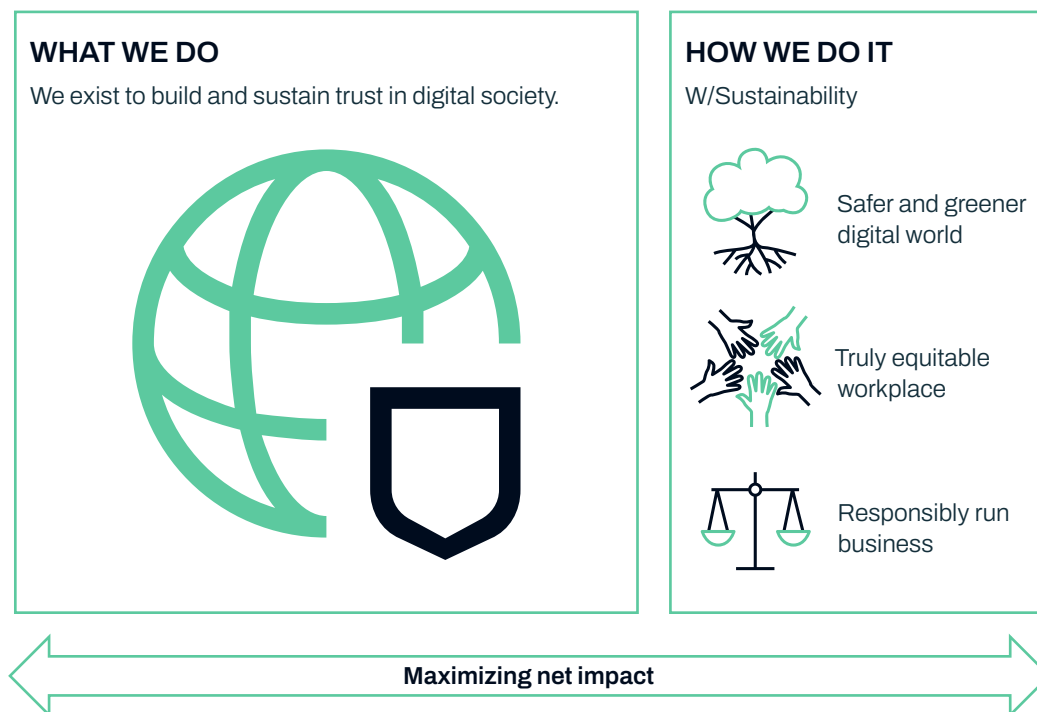 WHAT WE DO
We exist to build and sustain trust in digital society.
HOW WE DO IT
W/Sustainability
Safer and greener
digital world
Truly equitable
workplace
Responsibly run
business
Maximizing net impact